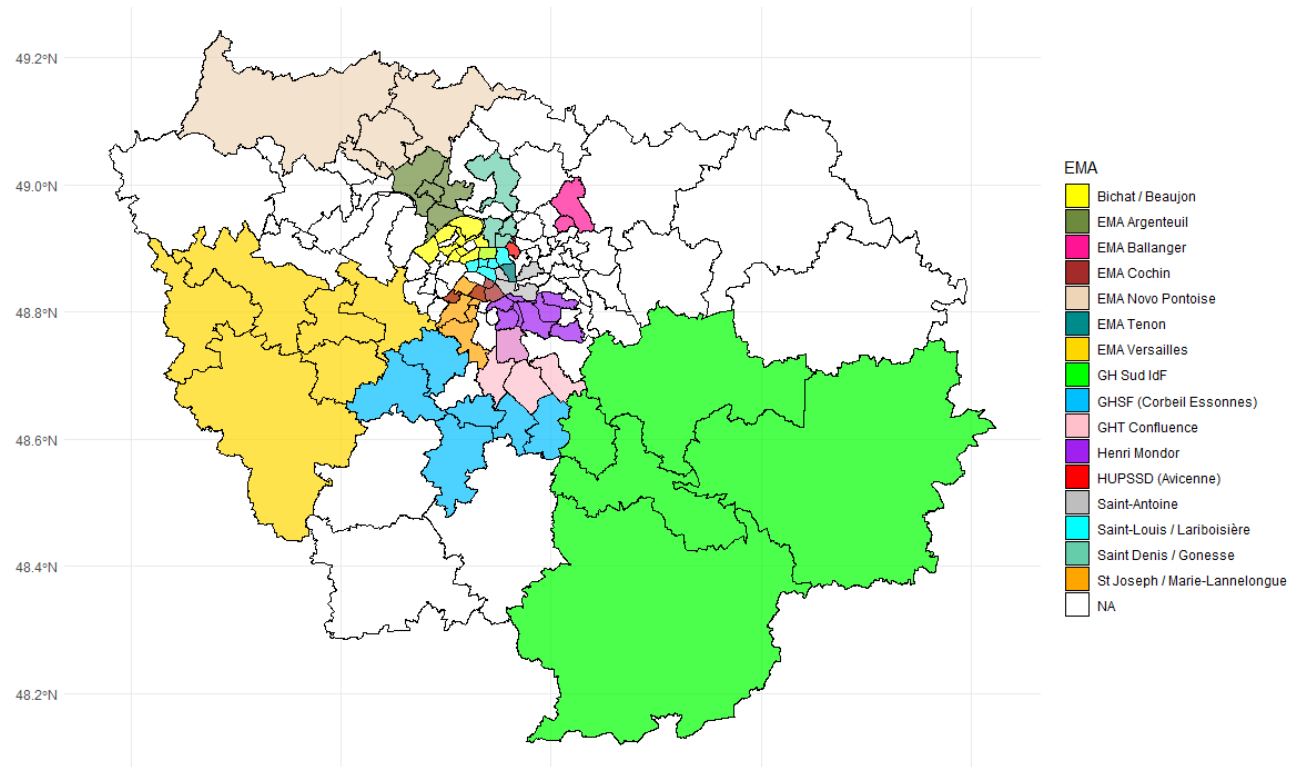 49.2°N
49.0°N
48.8°N
48.6°N
48.4°N
48.2°N
EMA
Bichat / Beaujon
EMA Argenteuil
EMA Ballanger
EMA Cochin
EMA Novo Pontoise
EMA Tenon
EMA Versailles
GH Sud IdF
GHSF (Corbeil Essonnes)
GHT Confluence
Henri Mondor
HUPSSD (Avicenne)
Saint-Antoine
Saint-Louis / Lariboisière
Saint Denis / Gonesse
St Joseph / Marie-Lannelongue
NA